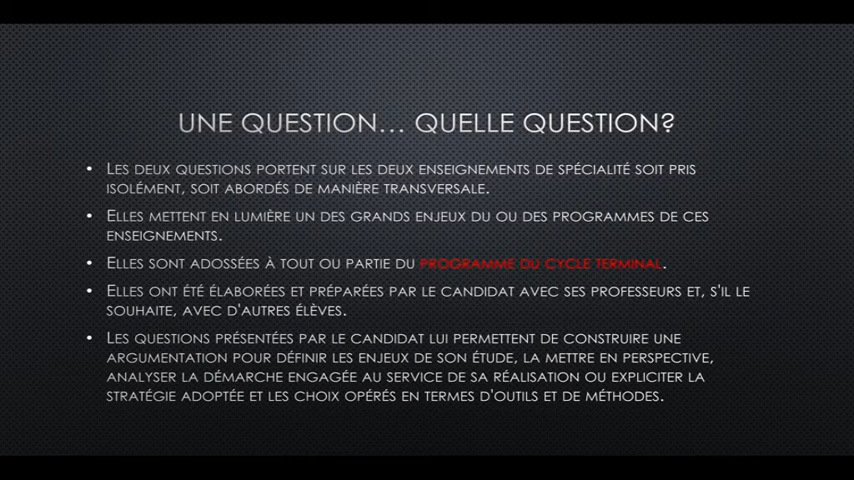 UNE QUESTION... QUELLE QUESTION?
• LES DEUX QUESTIONS PORTENT SUR LES DEUX ENSEIGNEMENTS DE SPÉCIALITÉ SOIT PRIS
ISOLÉMENT, SOIT ABORDÉS DE MANIÈRE TRANSVERSALE.
• ELLES METTENT EN LUMIÈRE UN DES GRANDS ENJEUX DU OU DES PROGRAMMES DE CES
ENSEIGNEMENTS.
• ELLES SONT ADOSSÉES À TOUT OU PARTIE DU PROGRAMME DU CYCLE TERMINAL.
• ELLES ONT ÉTÉ ÉLABORÉES ET PRÉPARÉES PAR LE CANDIDAT AVEC SES PROFESSEURS ET, S'IL LE
SOUHAITE, AVEC D'AUTRES ÉLÈVES.
• LES QUESTIONS PRÉSENTÉES PAR LE CANDIDAT LUI PERMETTENT DE CONSTRUIRE UNE
ARGUMENTATION POUR DÉFINIR LES ENJEUX DE SON ÉTUDE, LA METTRE EN PERSPECTIVE,
ANALYSER LA DÉMARCHE ENGAGÉE AU SERVICE DE SA RÉALISATION OU EXPLICITER LA
STRATÉGIE ADOPTÉE ET LES CHOIX OPÉRÉS EN TERMES D'OUTILS ET DE MÉTHODES.